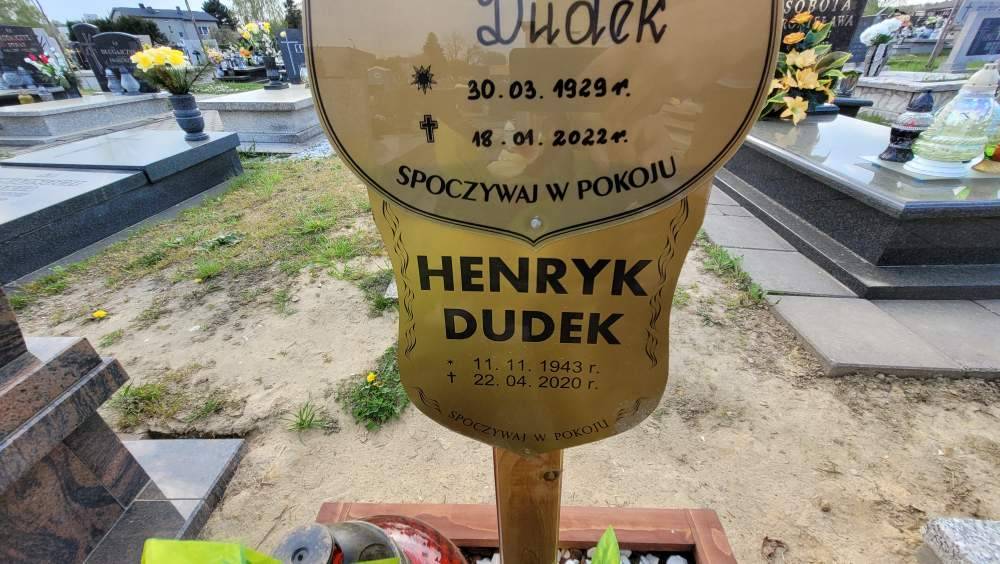 Dudek
30.03.1929 r.
18.01.2022 r.
SPOCZYWAJ W POKOJU
HENRYK
DUDEK
* 11. 11. 1943 r.
† 22. 04. 2020 r.
SPOCZYWAJ W POKOJU
SOBOTA